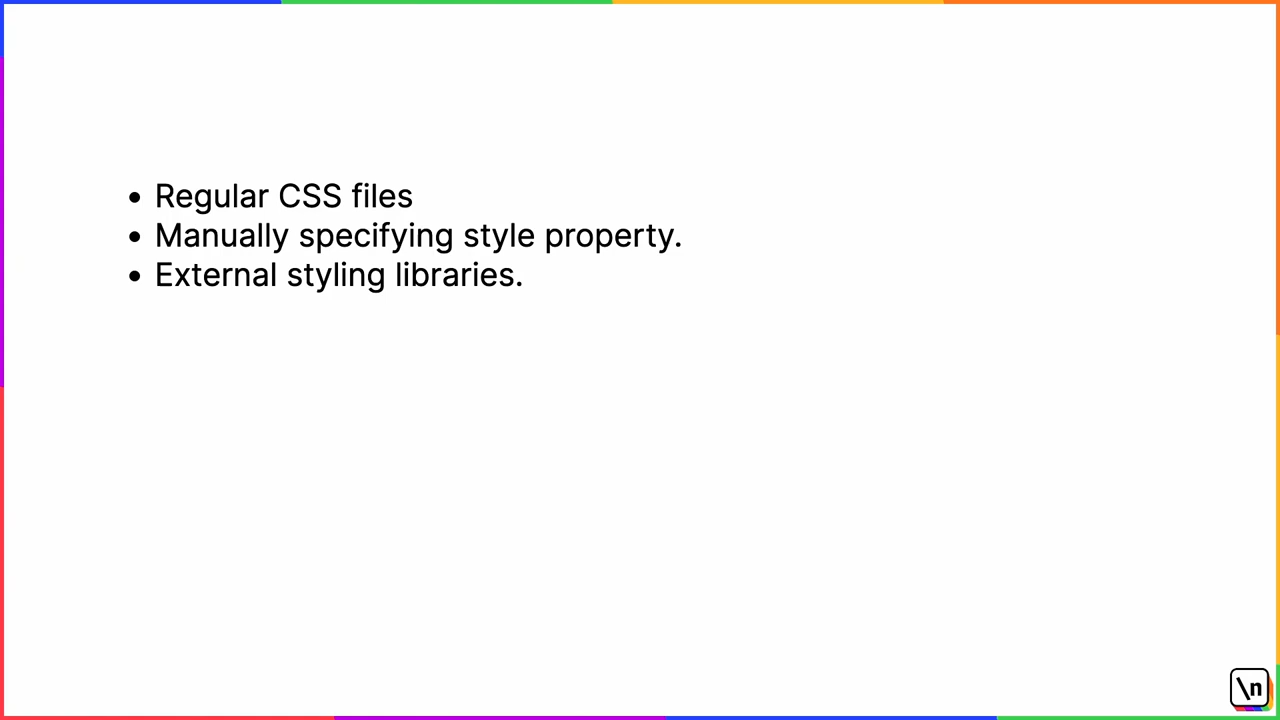 • Regular CSS files
• Manually specifying style property.
• External styling libraries.
\n